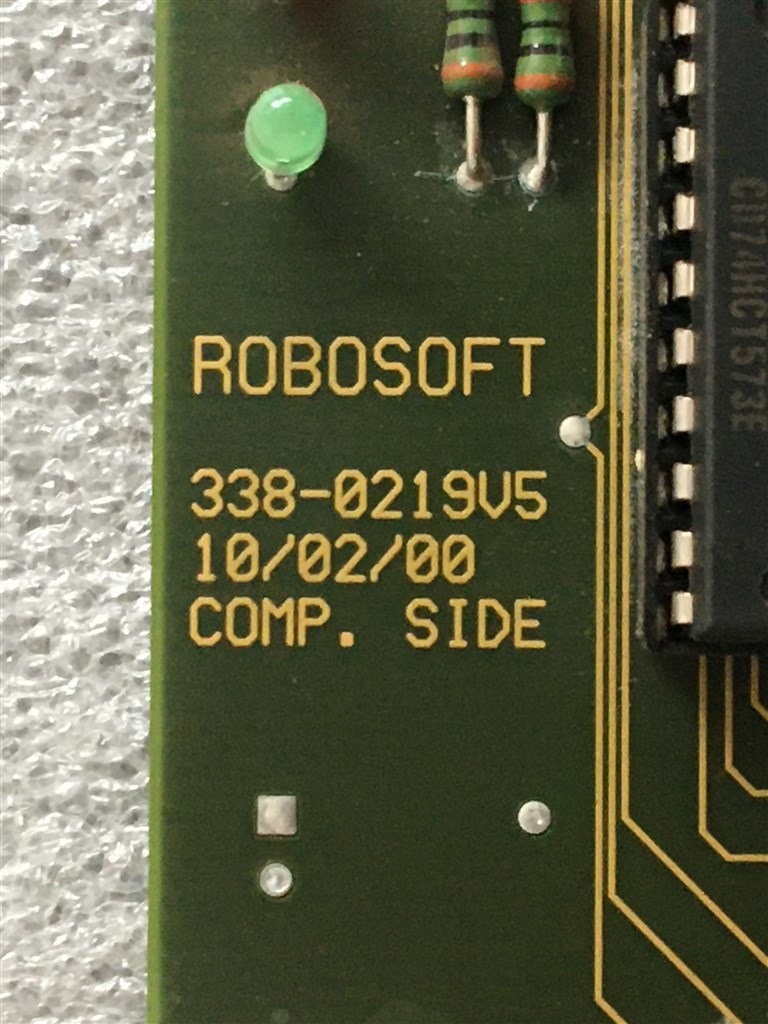 ROBOSOFT
338-0219V5
10/02/00
COMP. SIDE
CD74HCT573E